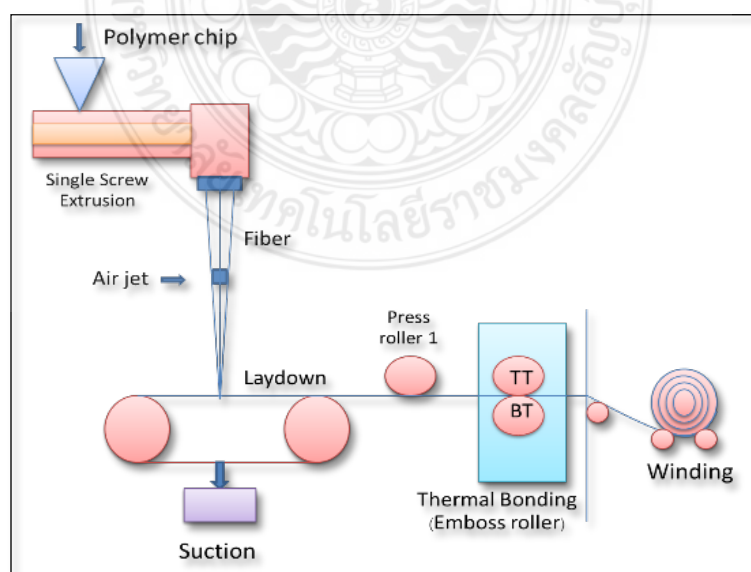 Polymer chip
Single Screw
Extrusion
Fiber
Air jet
Laydown
Press
roller 1
TT
BT
Thermal Bonding
(Emboss roller)
Winding
Suction